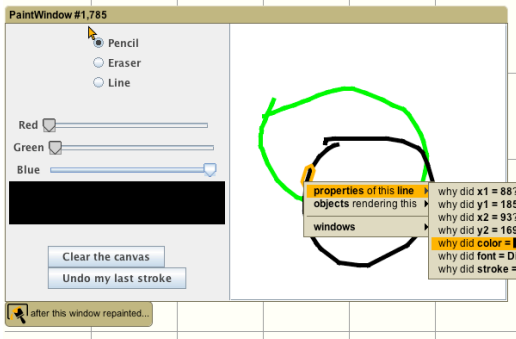 PaintWindow #1,785
Pencil
Eraser
Line
Red
Green
Blue
Clear the canvas
Undo my last stroke
properties of this line
objects rendering this
windows
why did x1 = 88?
why did y1 = 185
why did x2 = 93?
why did y2 = 169
why did color =
why did font = D
why did stroke =
after this window repainted...